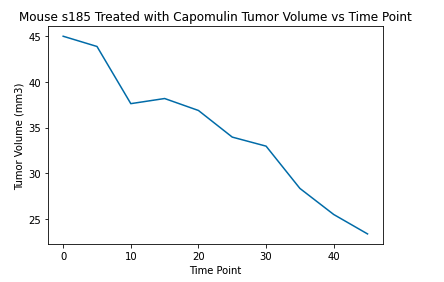 Mouse s185 Treated with Capomulin Tumor Volume vs Time Point
Tumor Volume (mm3)
45
40
35
30
25
0 10 20 30 40
Time Point